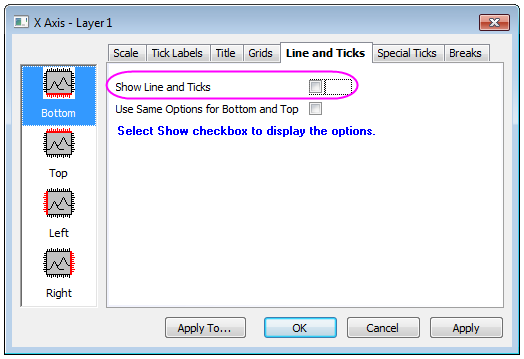 X Axis - Layer 1
Scale Tick Labels Title Grids Line and Ticks Special Ticks Breaks
Bottom
Top
Left
Right
Show Line and Ticks
Use Same Options for Bottom and Top
Select Show checkbox to display the options.
Apply To... OK Cancel Apply